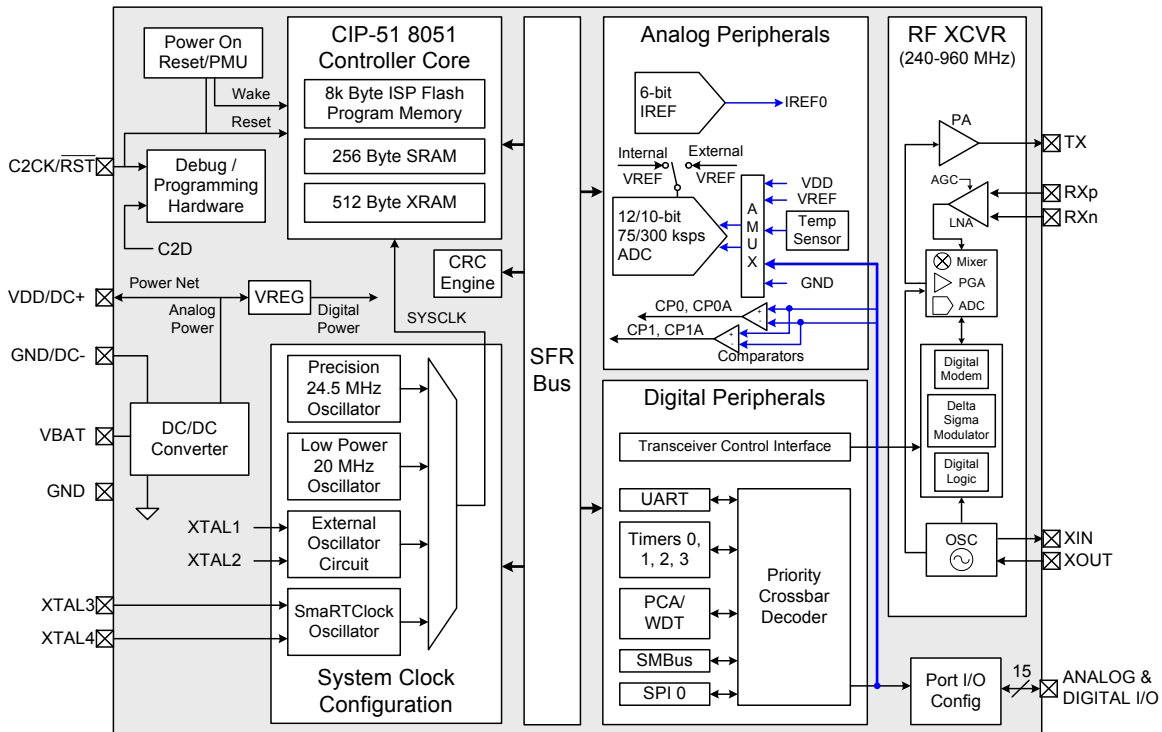 Power On
Reset/PMU
Wake
Reset
C2CK/RST
Debug /
Programming
Hardware
C2D
CIP-51 8051
Controller Core
8k Byte ISP Flash
Program Memory
256 Byte SRAM
512 Byte XRAM
VDD/DC+
Power Net
Analog
Power
VREG
Digital
Power
SYSCLK
CRC
Engine
GND/DC-
DC/DC
Converter
VBAT
GND
Precision
24.5 MHz
Oscillator
Low Power
20 MHz
Oscillator
XTAL1
XTAL2
External
Oscillator
Circuit
XTAL3
XTAL4
SmaRTClock
Oscillator
System Clock
Configuration
SFR
Bus
Analog Peripherals
6-bit
IREF
IREF0
Internal
VREF
External
VREF
12/10-bit
75/300 ksps
ADC
A
M
U
X
VDD
VREF
Temp
Sensor
GND
CP0, CP0A
+
-
CP1, CP1A
+
-
Comparators
Digital Peripherals
Transceiver Control Interface
UART
Timers 0,
1, 2, 3
PCA/
WDT
SMBus
SPI 0
Priority
Crossbar
Decoder
RF XCVR
(240-960 MHz)
PA
TX
AGC
LNA
RXp
RXn
Mixer
PGA
ADC
Digital
Modem
Delta
Sigma
Modulator
Digital
Logic
OSC
XIN
XOUT
Port I/O
Config
15
ANALOG &
DIGITAL I/O